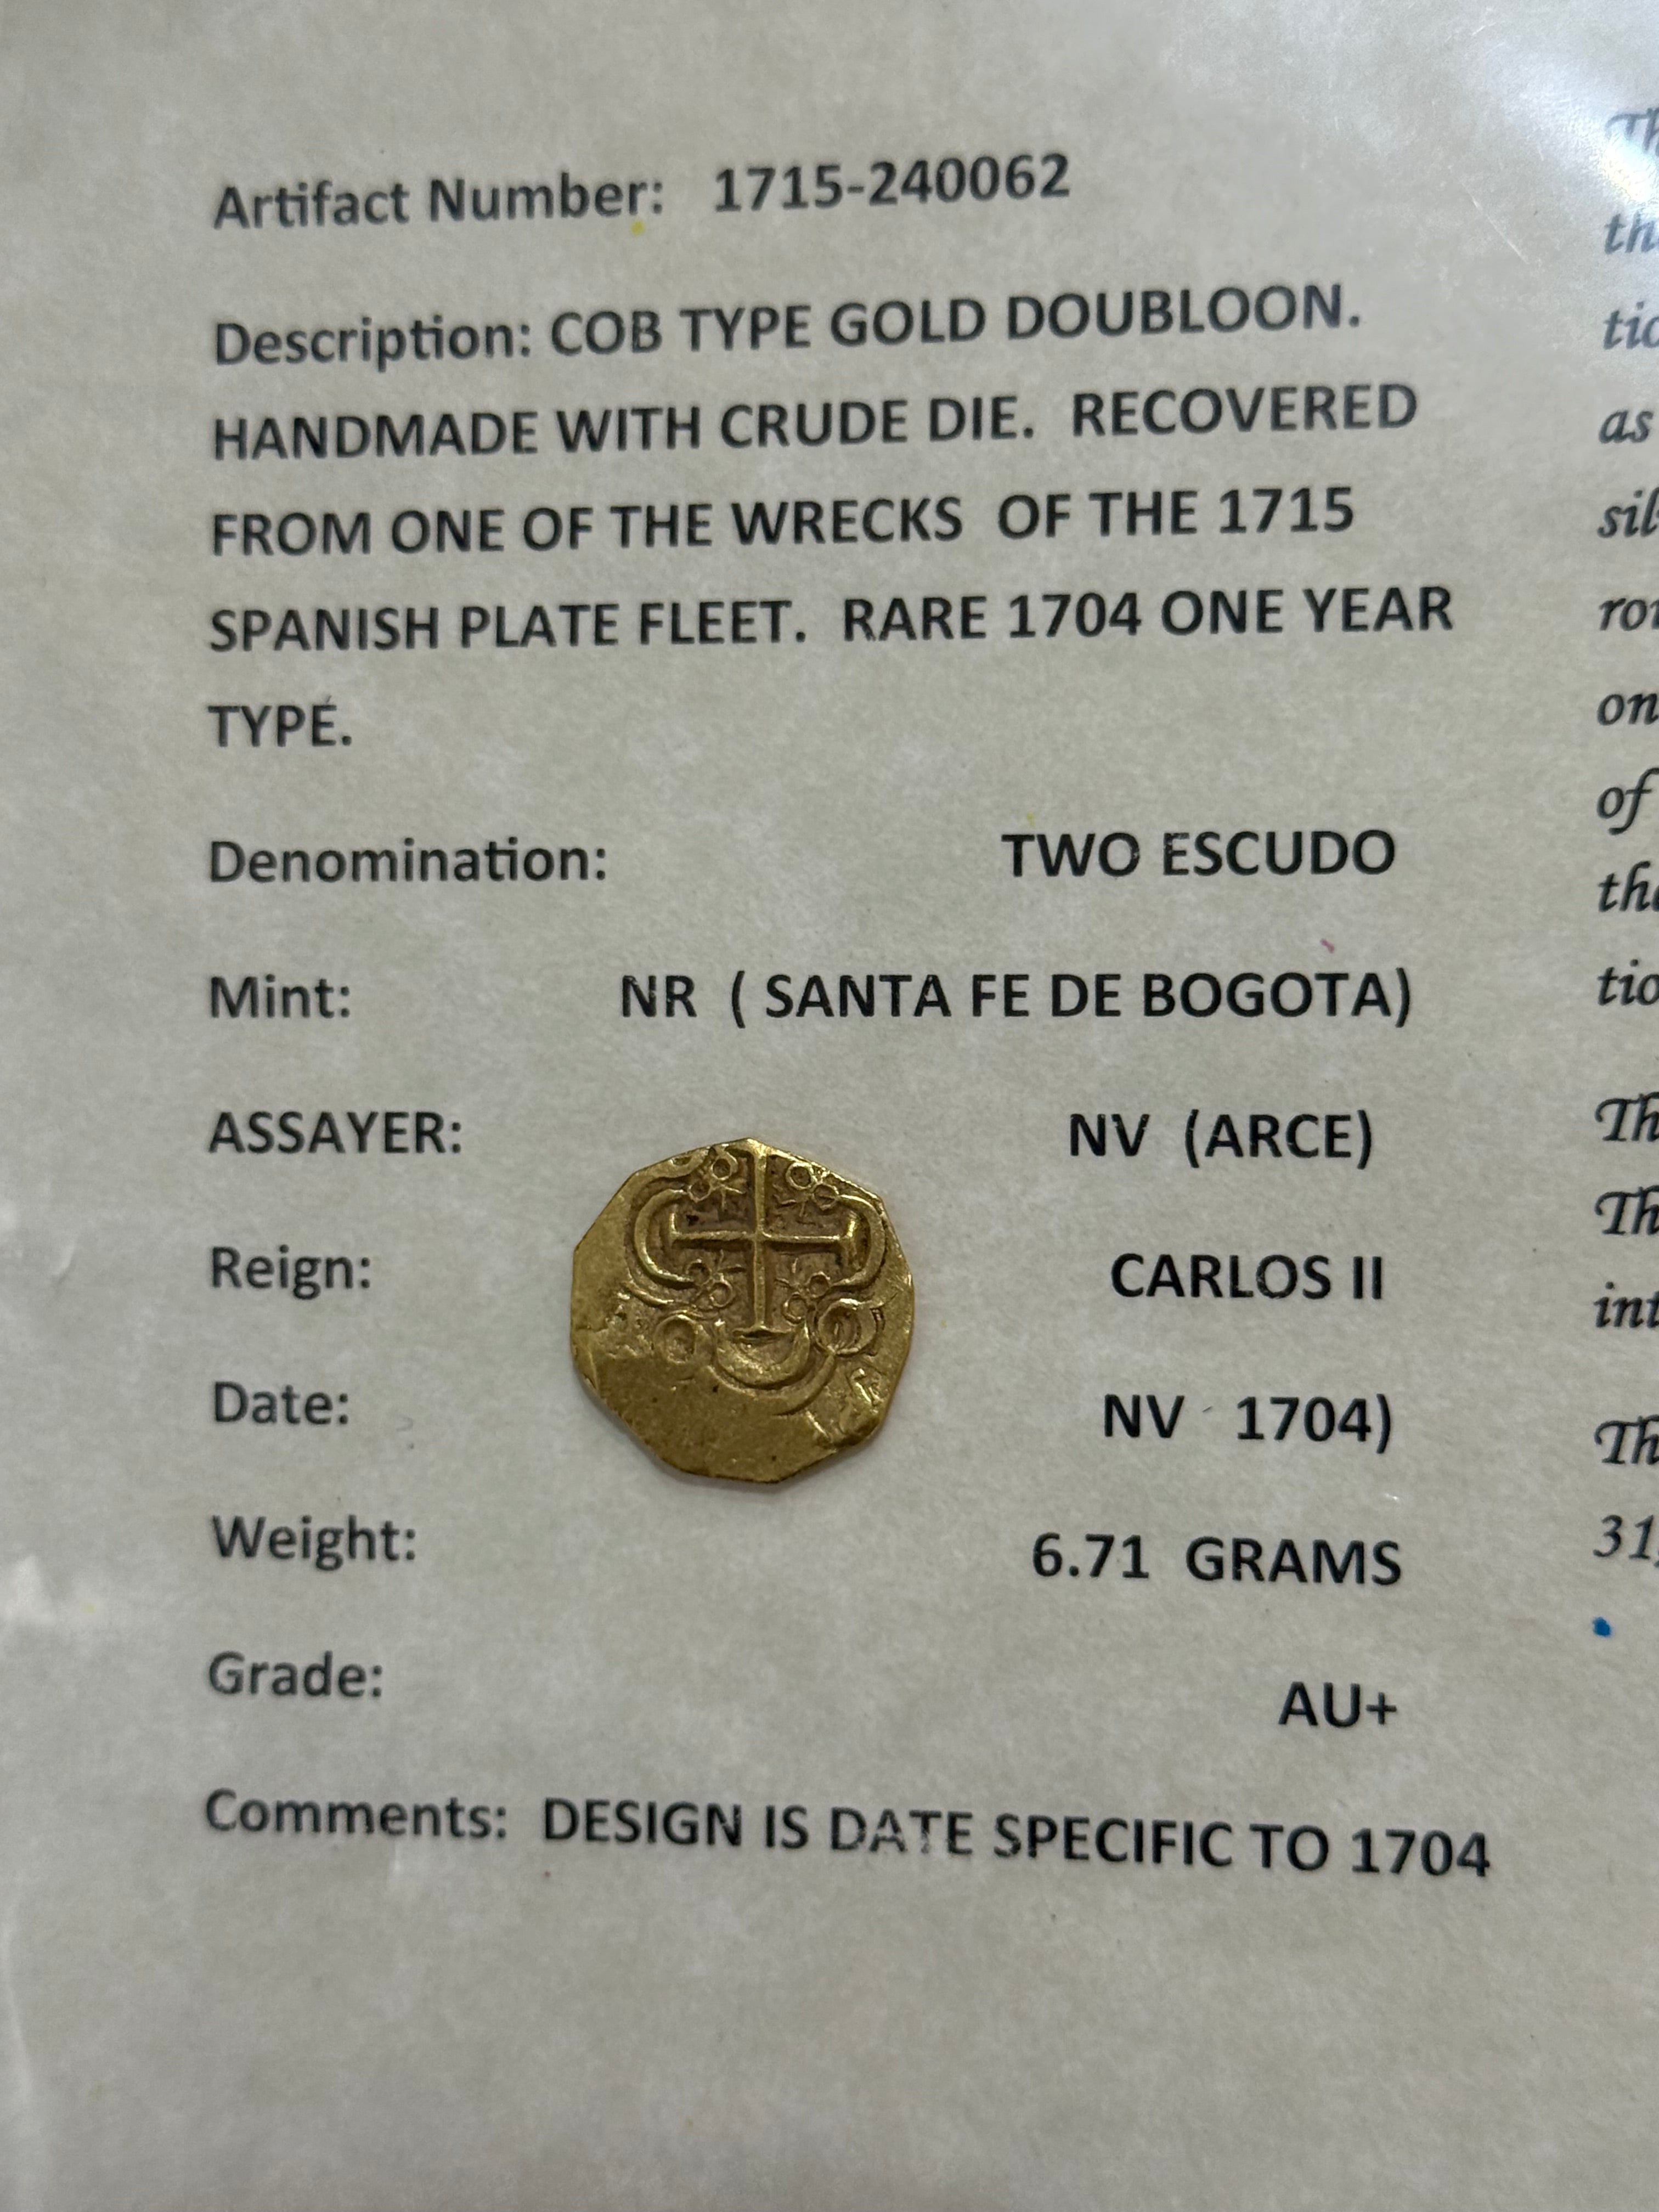 Artifact Number: 1715-240062
Description: COB TYPE GOLD DOUBLOON.
HANDMADE WITH CRUDE DIE. RECOVERED
FROM ONE OF THE WRECKS OF THE 1715
SPANISH PLATE FLEET. RARE 1704 ONE YEAR
TYPE.
Denomination: TWO ESCUDO
Mint: NR ( SANTA FE DE BOGOTA)
ASSAYER: NV (ARCE)
Reign: CARLOS II
Date: NV 1704)
Weight: 6.71 GRAMS
Grade: AU+
Comments: DESIGN IS DATE SPECIFIC TO 1704
as
of
31,